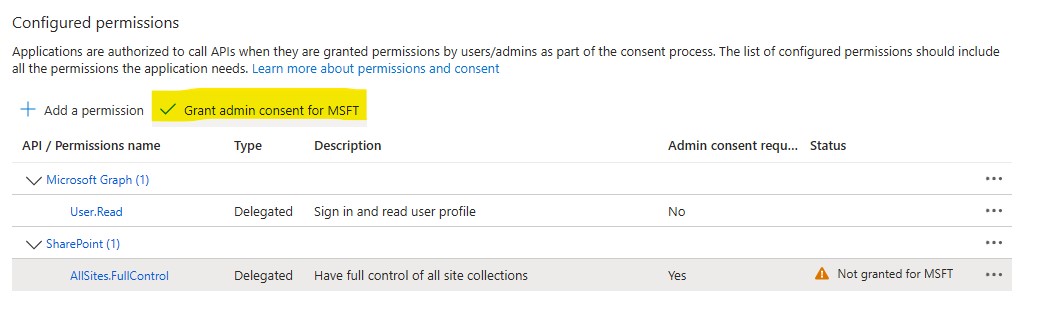 Configured permissions
Applications are authorized to call APIs when they are granted permissions by users/admins as part of the consent process. The list of configured permissions should include
all the permissions the application needs. Learn more about permissions and consent
Add a permission Grant admin consent for MSFT
API / Permissions name Type Description Admin consent requ... Status
Microsoft Graph (1)
User.Read Delegated Sign in and read user profile No
SharePoint (1)
AllSites.FullControl Delegated Have full control of all site collections Yes Not granted for MSFT